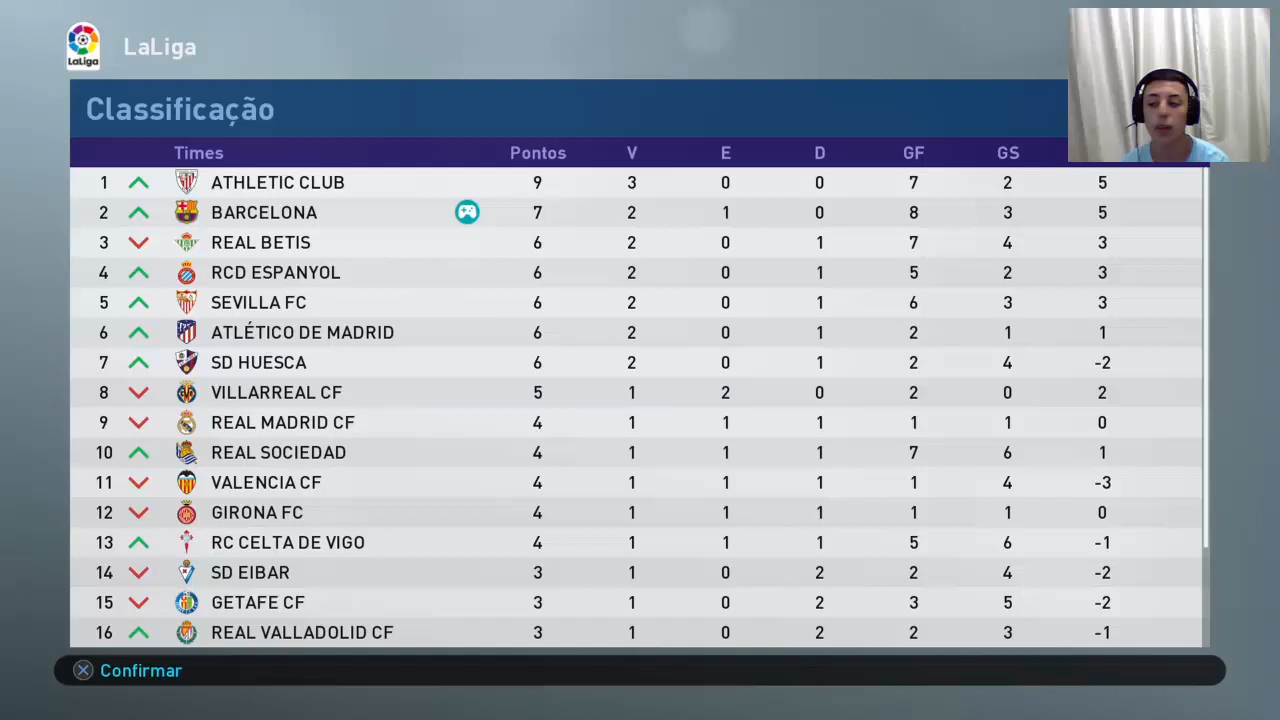 LaLiga
LaLiga
Classificação
Times Pontos V E D GF GS
1 ATHLETIC CLUB 9 3 0 0 7 2 5
2 BARCELONA 7 2 1 0 8 3 5
3 REAL BETIS 6 2 0 1 7 4 3
4 RCD ESPANYOL 6 2 0 1 5 2 3
5 SEVILLA FC 6 2 0 1 6 3 3
6 ATLÉTICO DE MADRID 6 2 0 1 2 1 1
7 SD HUESCA 6 2 0 1 2 4 -2
8 VILLARREAL CF 5 1 2 0 2 0 2
9 REAL MADRID CF 4 1 1 1 1 1 0
10 REAL SOCIEDAD 4 1 1 1 7 6 1
11 VALENCIA CF 4 1 1 1 1 4 -3
12 GIRONA FC 4 1 1 1 1 1 0
13 RC CELTA DE VIGO 4 1 1 1 5 6 -1
14 SD EIBAR 3 1 0 2 2 4 -2
15 GETAFE CF 3 1 0 2 3 5 -2
16 REAL VALLADOLID CF 3 1 0 2 2 3 -1
Confirmar